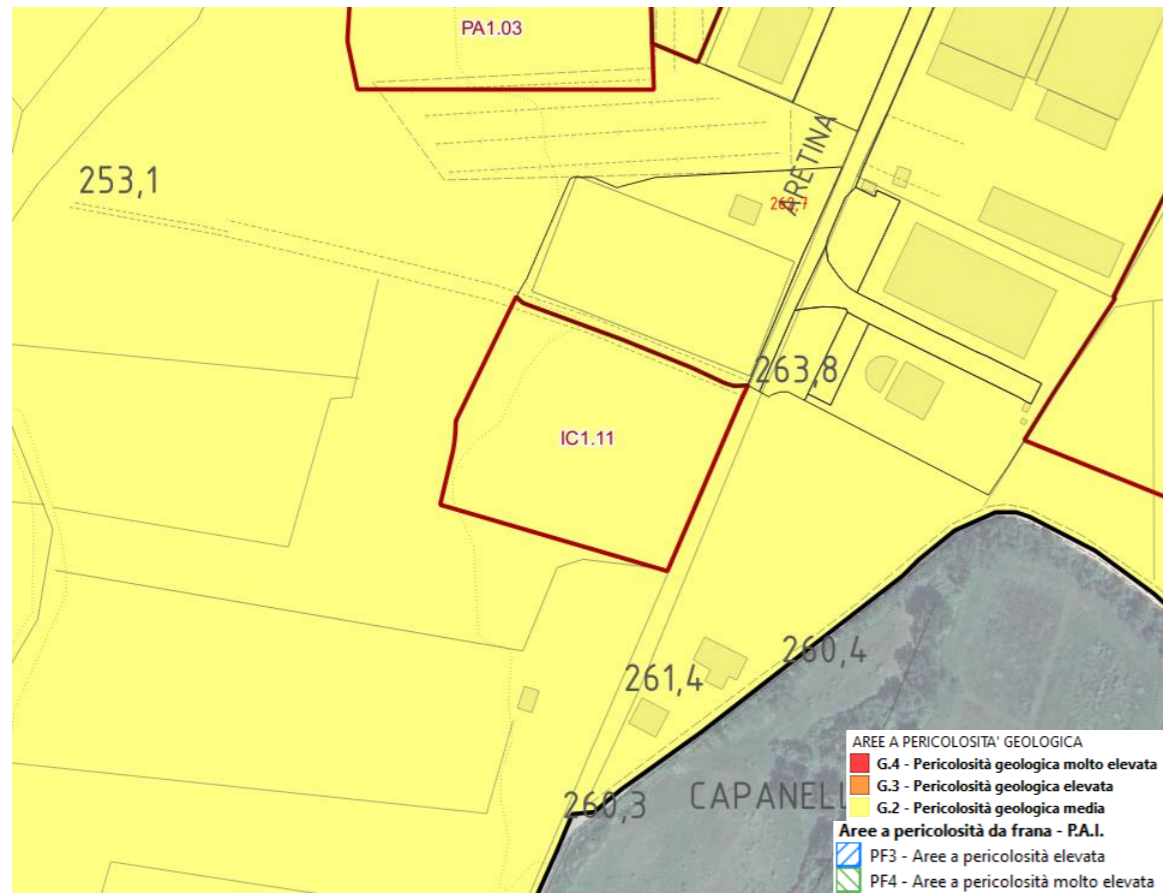 PA1.03
ARETINA
253,1
263,7
263,8
IC1.11
260,4
261,4
260,3
CAPANELL
AREE A PERICOLOSITA' GEOLOGICA
G.4 - Pericolosità geologica molto elevata
G.3 - Pericolosità geologica elevata
G.2 - Pericolosità geologica media
Aree a pericolosità da frana - P.A.I.
PF3 - Aree a pericolosità elevata
PF4 - Aree a pericolosità molto elevata